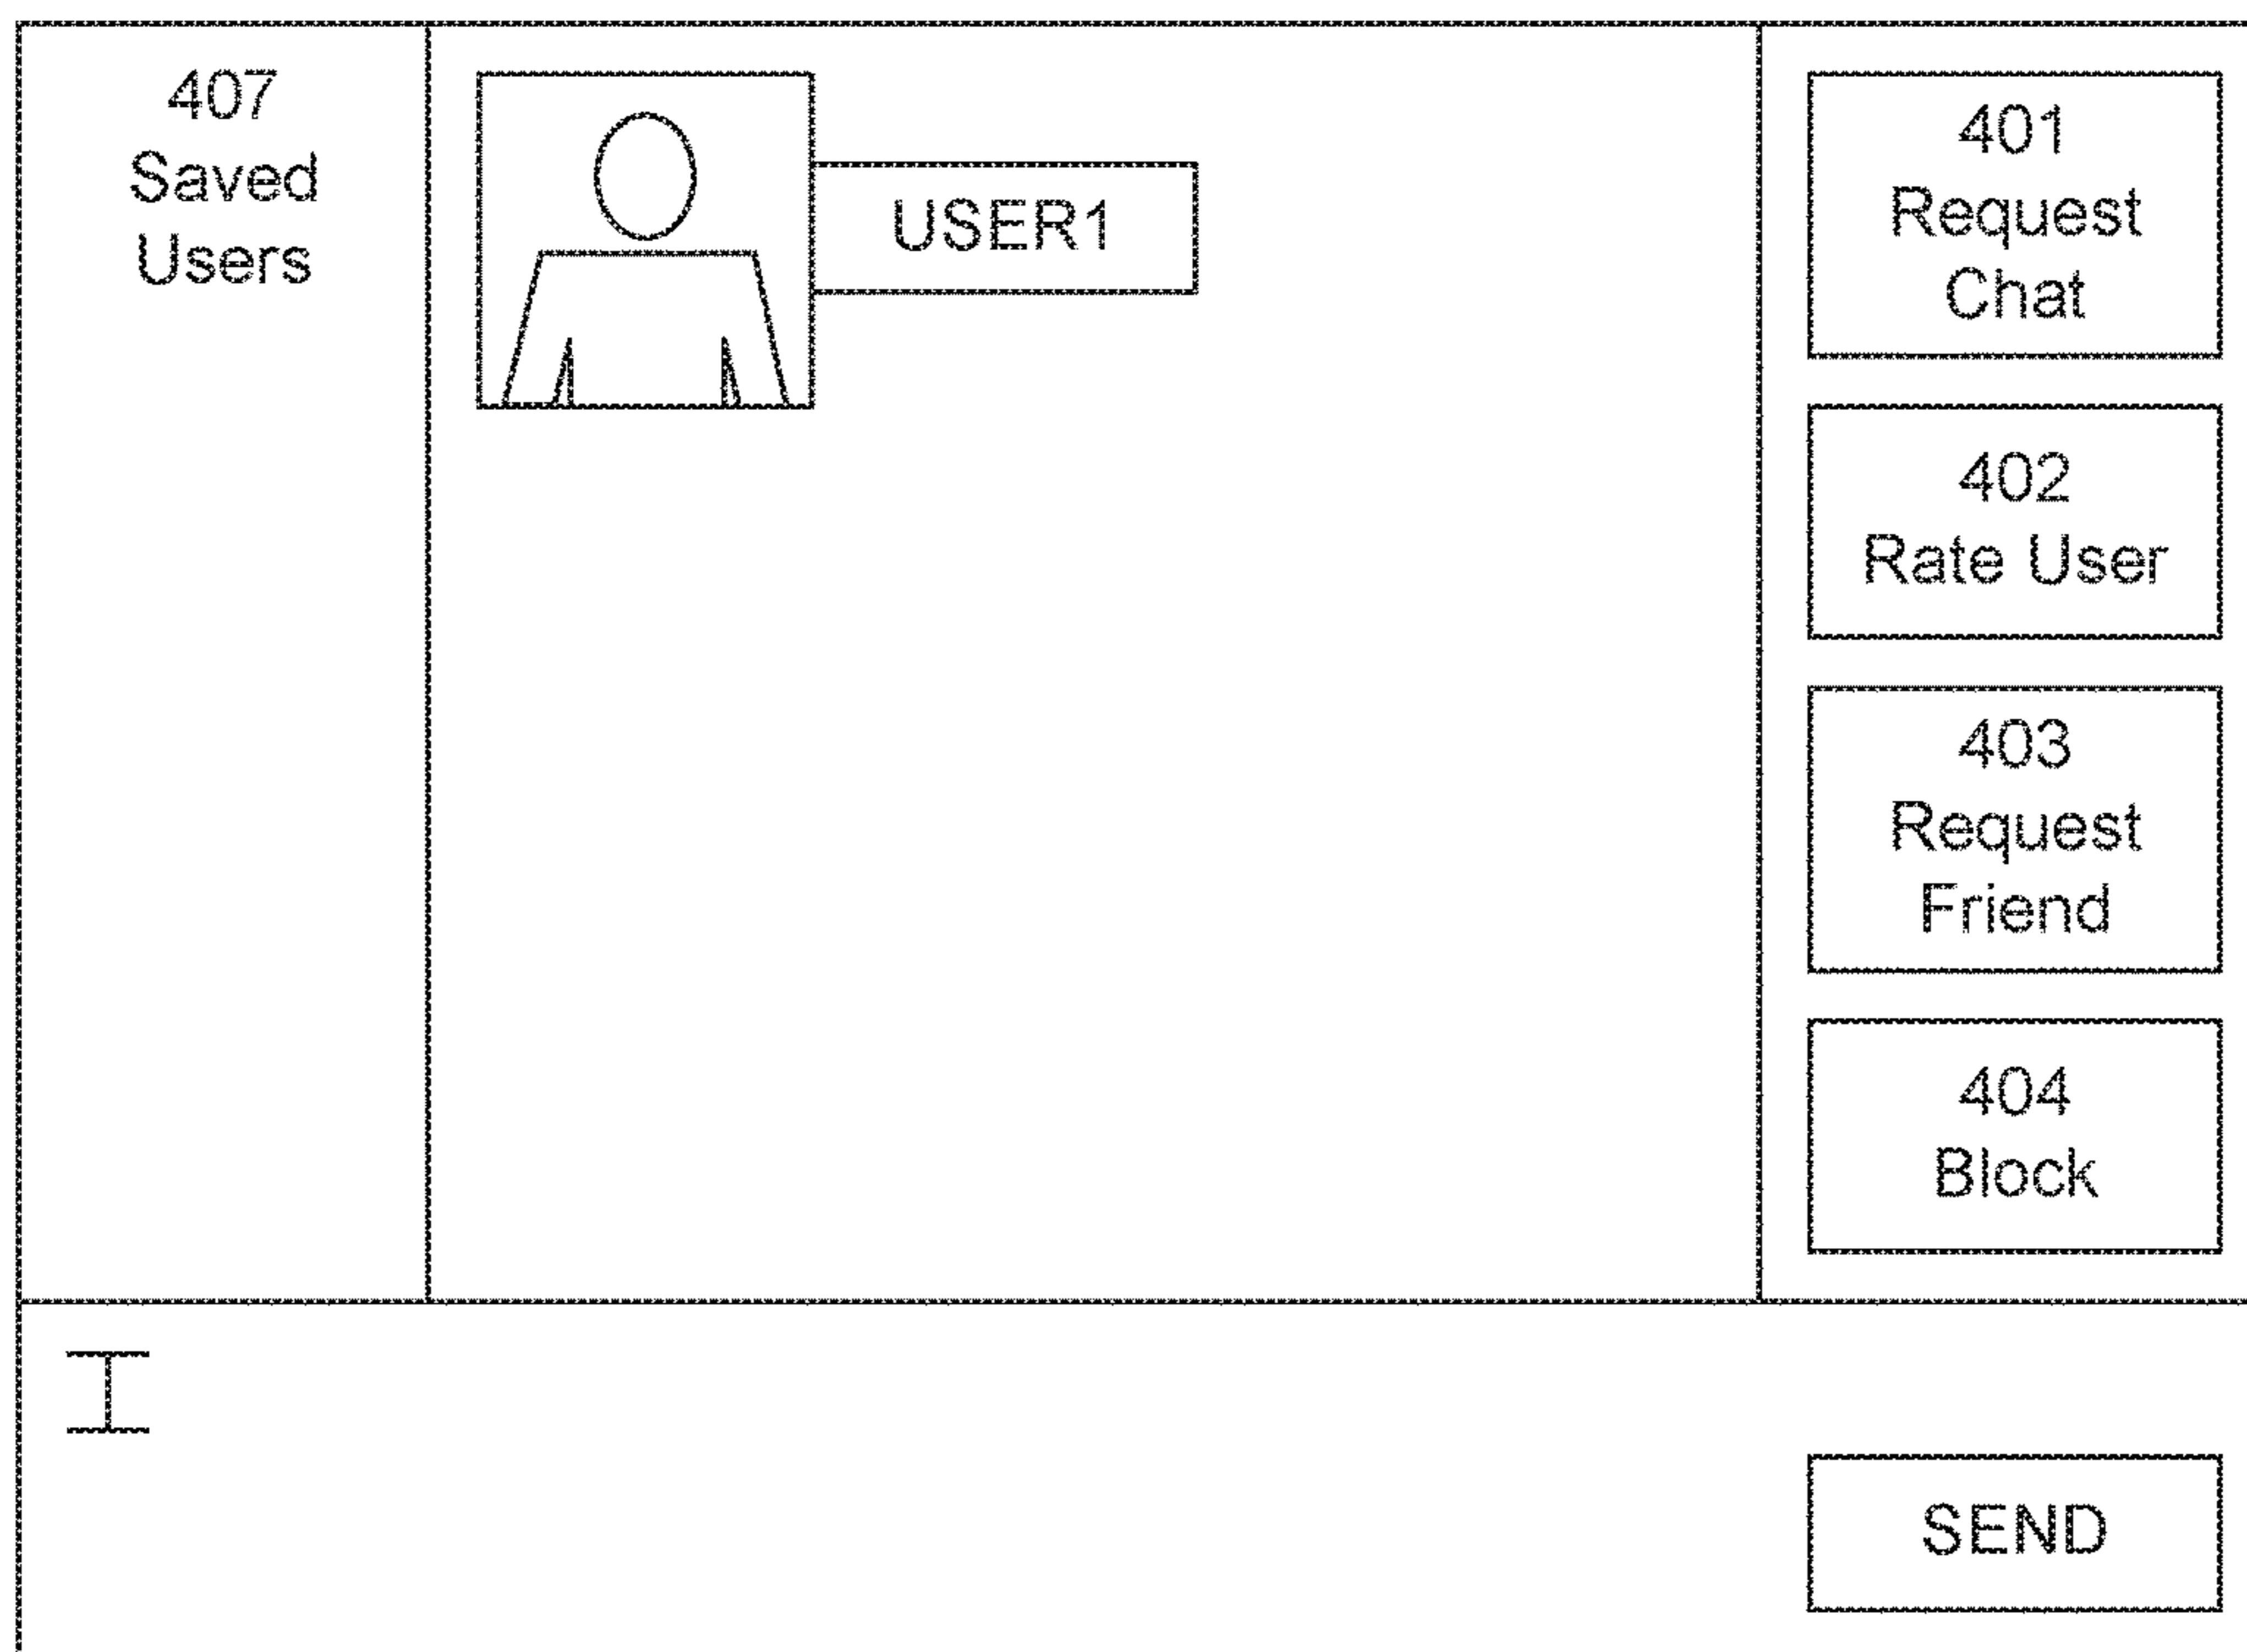 407
Saved
Users
USER1
401
Request
Chat
402
Rate User
403
Request
Friend
404
Block
SEND